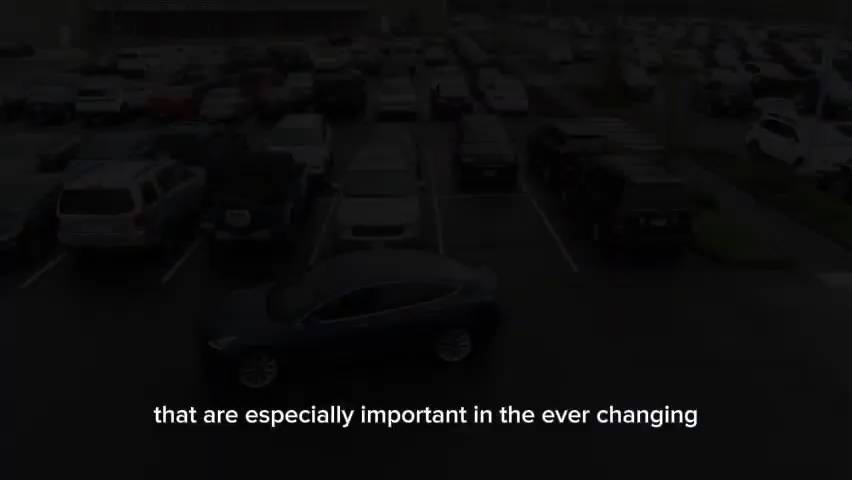 that are especially important in the ever changing